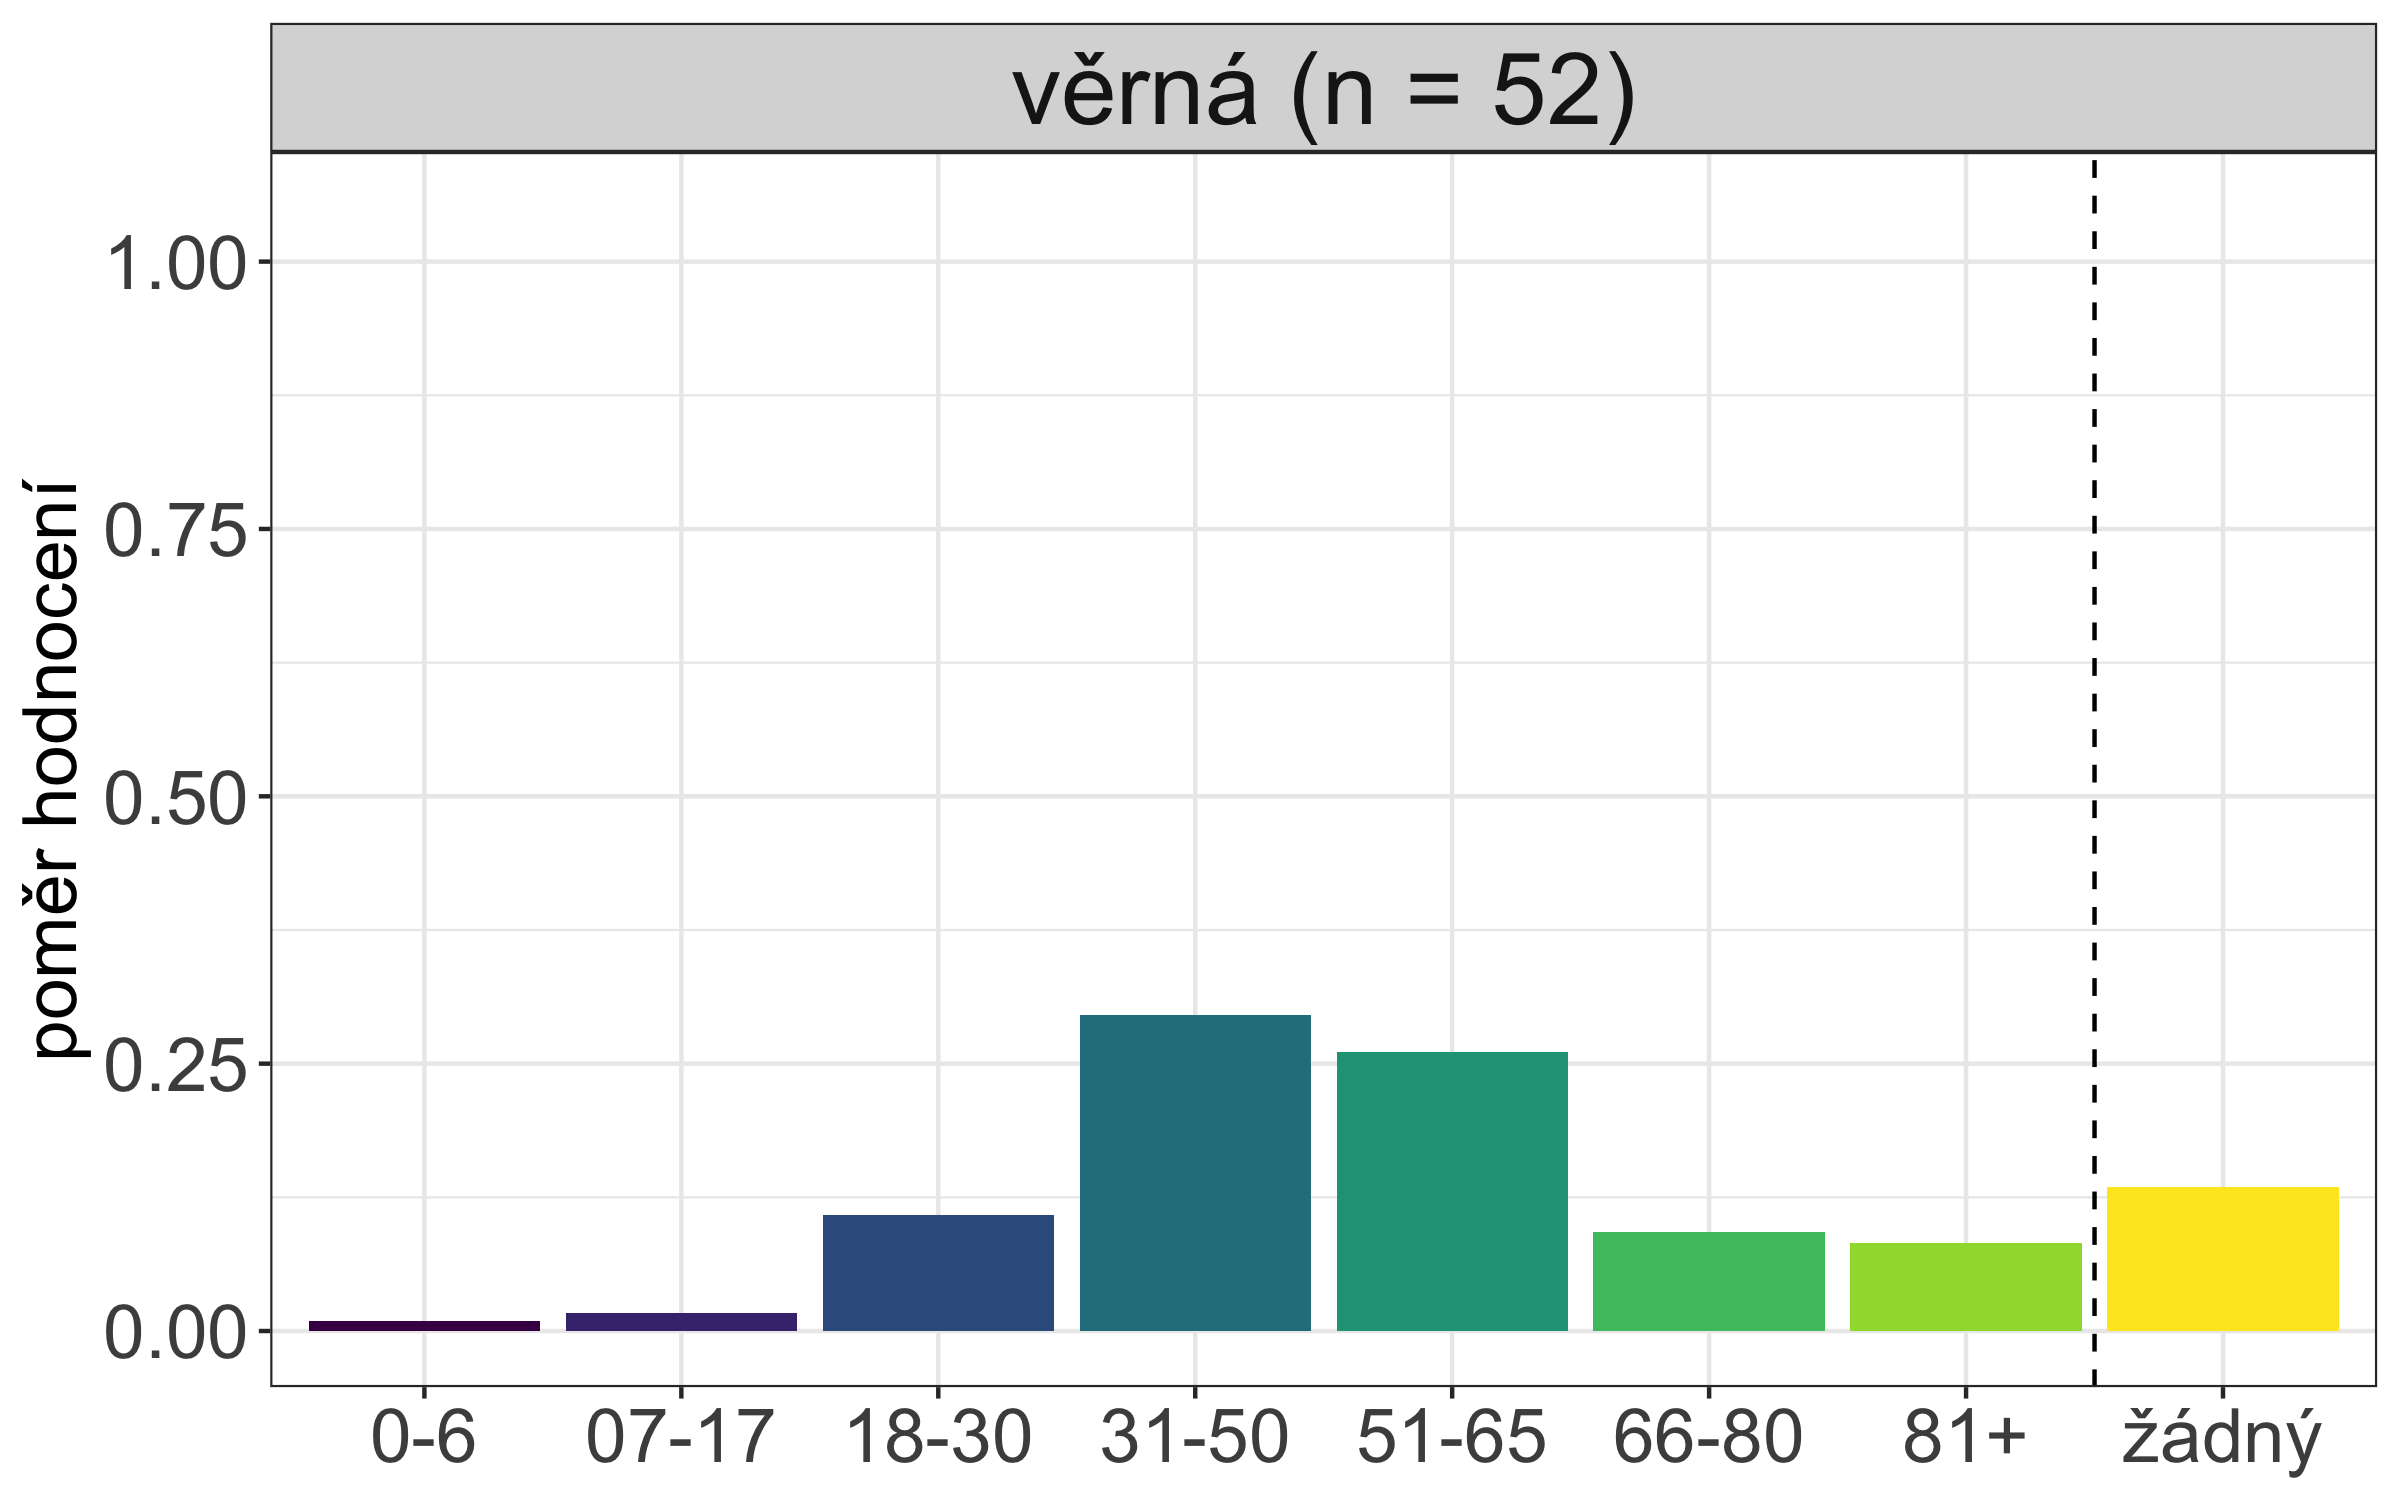 věrná (n = 52)
poměr hodnocení
1.00
0.75
0.50
0.25
0.00
0-6 07-17 18-30 31-50 51-65 66-80 81+ žádný